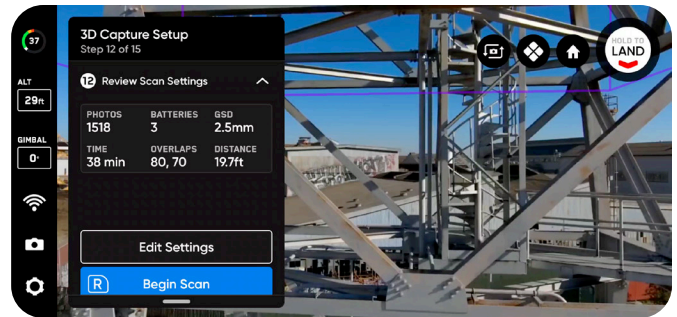 37
ALT
29ft
GIMBAL
0°
3D Capture Setup
Step 12 of 15
12 Review Scan Settings
PHOTOS BATTERIES GSD
1518 3 2.5mm
TIME OVERLAPS DISTANCE
38 min 80, 70 19.7ft
Edit Settings
R Begin Scan
HOLD TO
LAND